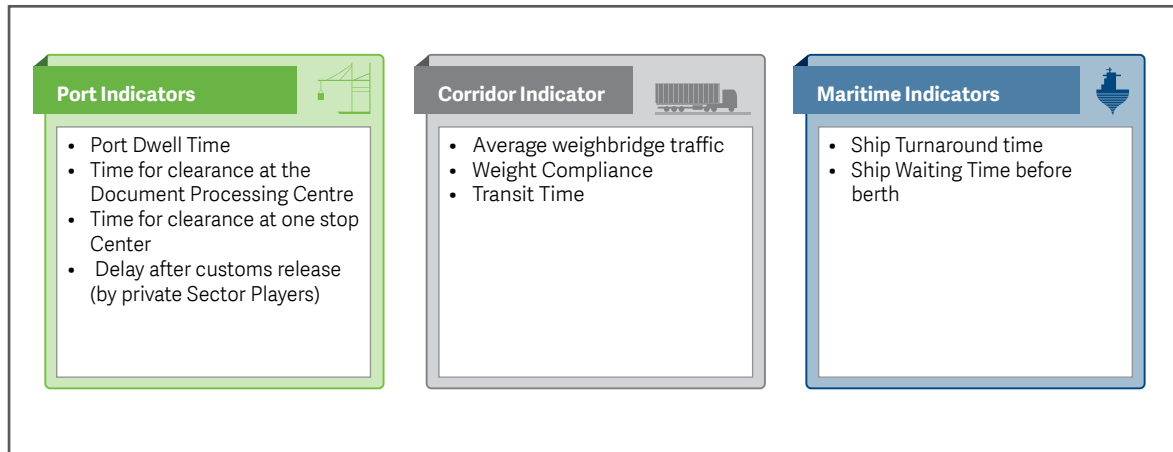 Port Indicators
• Port Dwell Time
• Time for clearance at the
Document Processing Centre
• Time for clearance at one stop
Center
• Delay after customs release
(by private Sector Players)
Corridor Indicator
• Average weighbridge traffic
• Weight Compliance
• Transit Time
Maritime Indicators
• Ship Turnaround time
• Ship Waiting Time before
berth